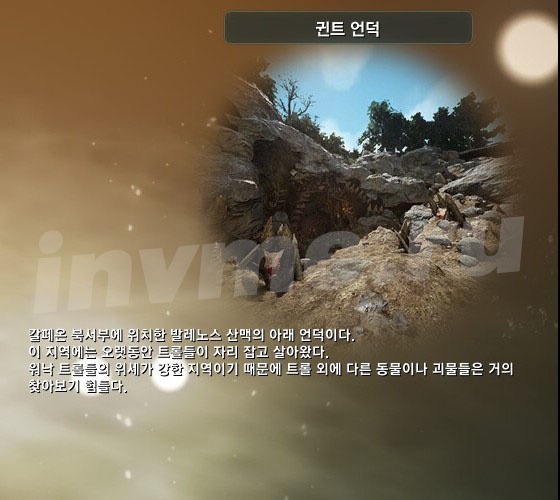 퀸트 언덕
invme.ru
칼페온 북서부에 위치한 발레노스 산맥의 아래 언덕이다.
이 지역에는 오랫동안 트롤들이 자리 잡고 살아왔다.
워낙 트롤들의 위세가 강한 지역이기 때문에 트롤 외에 다른 동물이나 괴물들은 거의
찾아보기 힘들다.